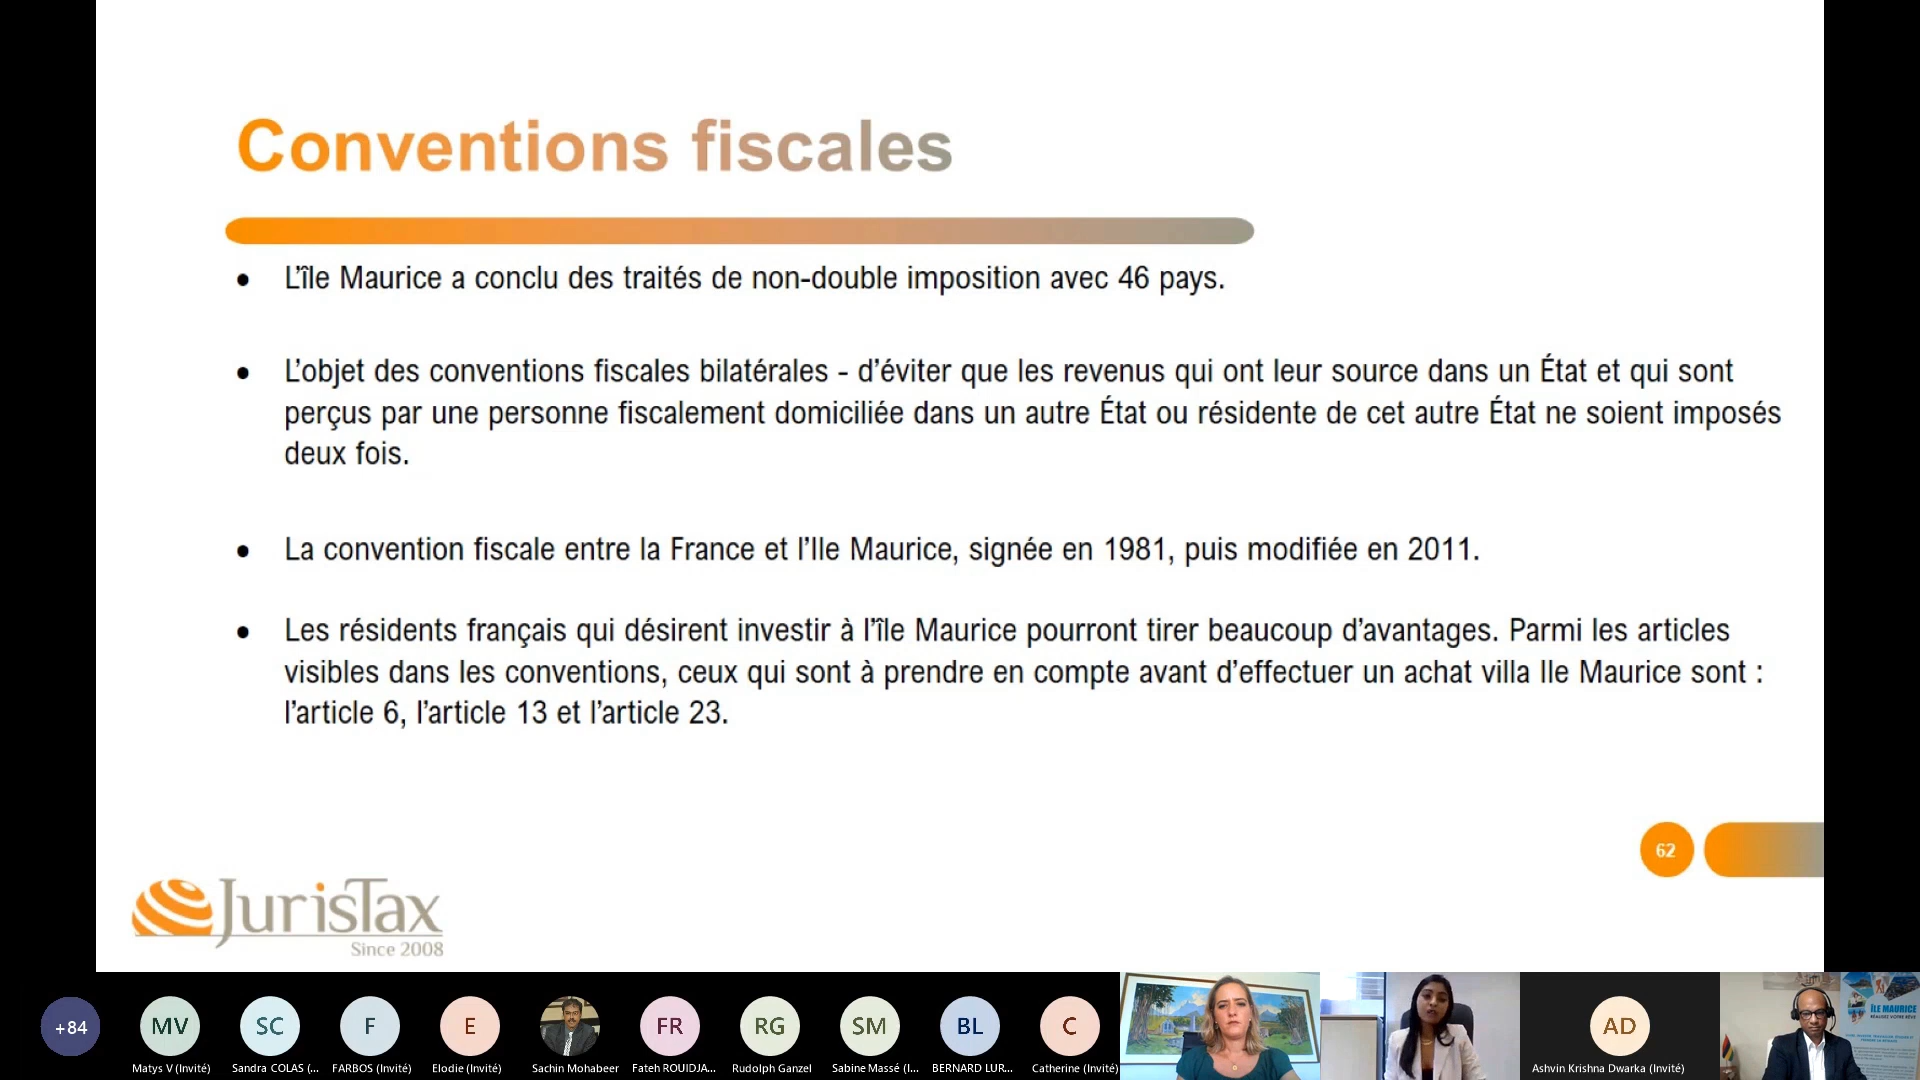 Conventions fiscales
• L’île Maurice a conclu des traités de non-double imposition avec 46 pays.
• L’objet des conventions fiscales bilatérales - d’éviter que les revenus qui ont leur source dans un État et qui sont
perçus par une personne fiscalement domiciliée dans un autre État ou résidente de cet autre État ne soient imposés
deux fois.
• La convention fiscale entre la France et l’Ile Maurice, signée en 1981, puis modifiée en 2011.
• Les résidents français qui désirent investir à l’île Maurice pourront tirer beaucoup d’avantages. Parmi les articles
visibles dans les conventions, ceux qui sont à prendre en compte avant d’effectuer un achat villa Ile Maurice sont :
l’article 6, l’article 13 et l’article 23.
62
JurisTax
Since 2008
+84
MV
SC
F
E
FR
RG
SM
BL
C
AD
ÎLE MAURICE
Matys V (Invité)
Sandra COLAS (...
FARBOS (Invité)
Elodie (Invité)
Sachin Mohabeer
Fateh ROUIDJA...
Rudolph Ganzel
Sabine Massé (I...
BERNARD LUR...
Catherine (Invité)
Ashvin Krishna Dwarka (Invité)